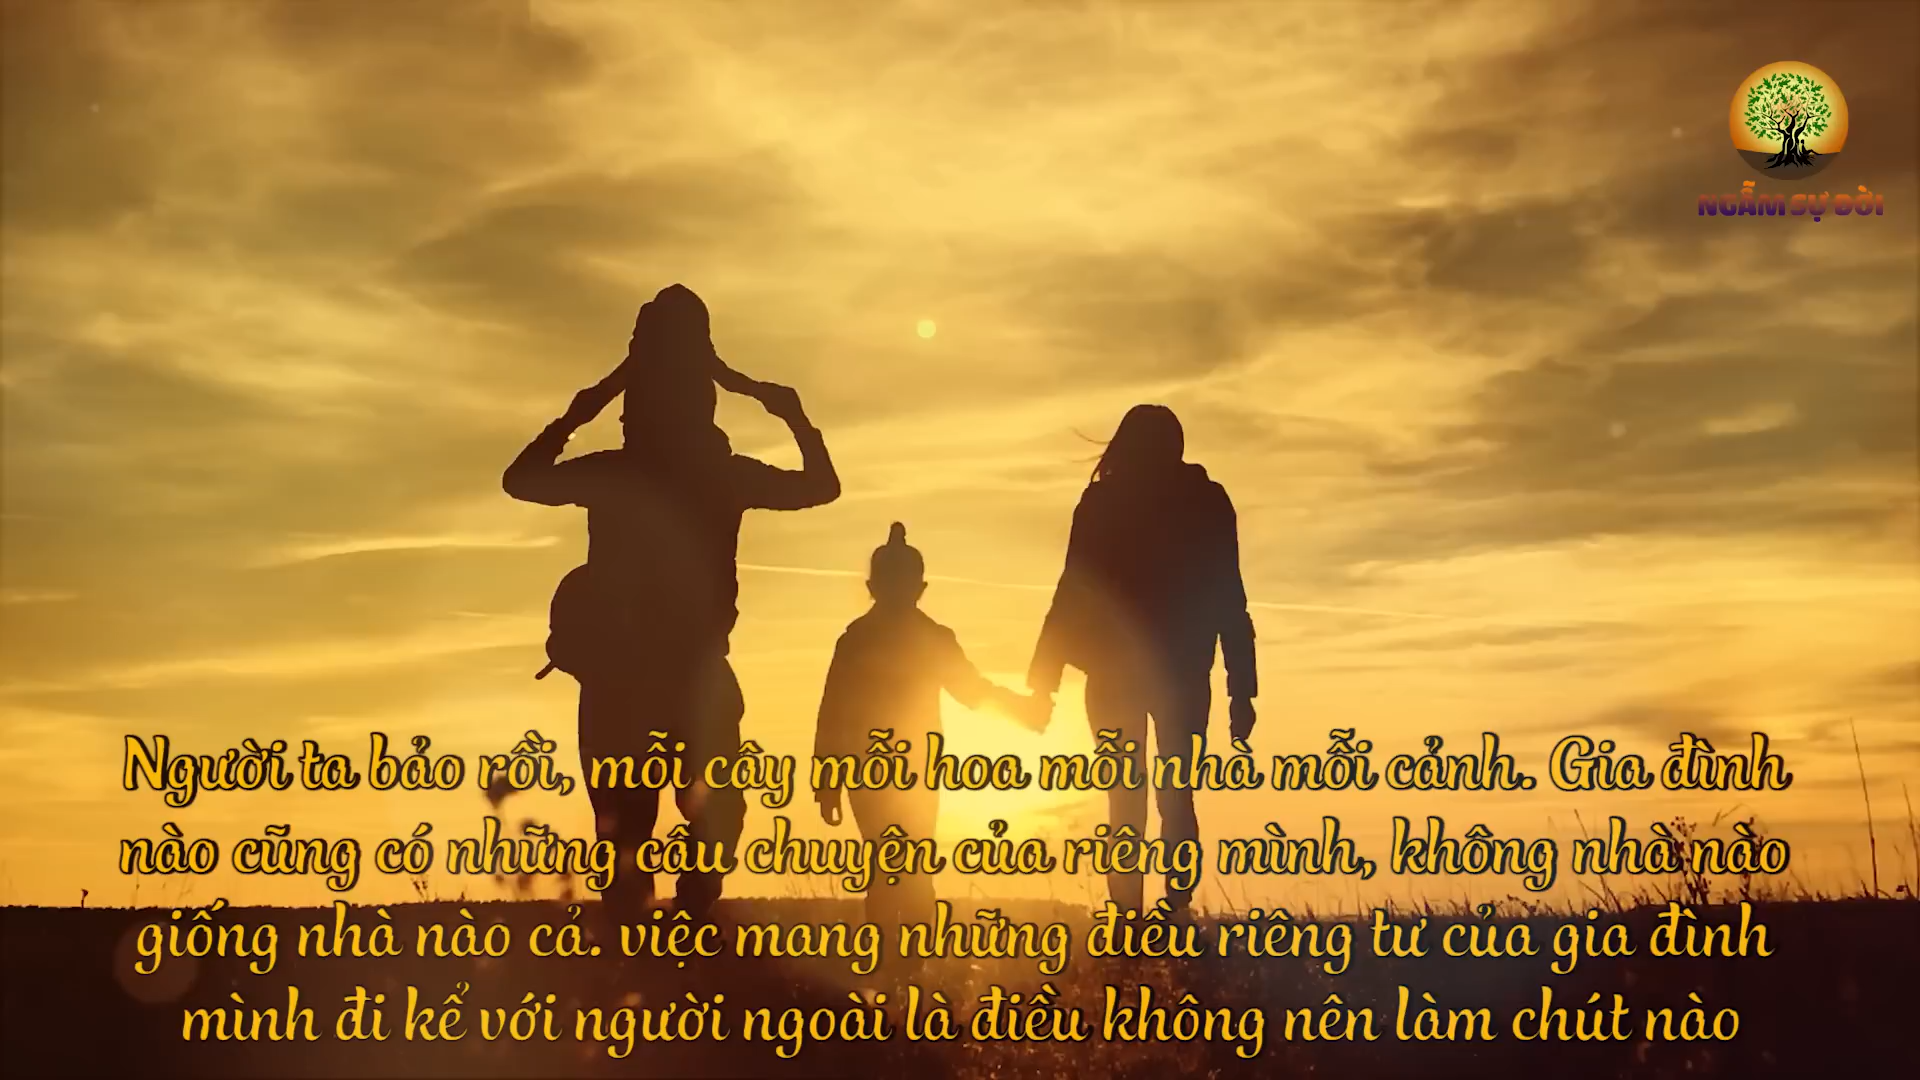 NGẪM SỰ ĐỜI
Người ta bảo rồi, mỗi cây mỗi hoa mỗi nhà mỗi cảnh. Gia đình
nào cũng có những câu chuyện của riêng mình, không nhà nào
giống nhà nào cả. việc mang những điều riêng tư của gia đình
mình đi kể với người ngoài là điều không nên làm chút nào